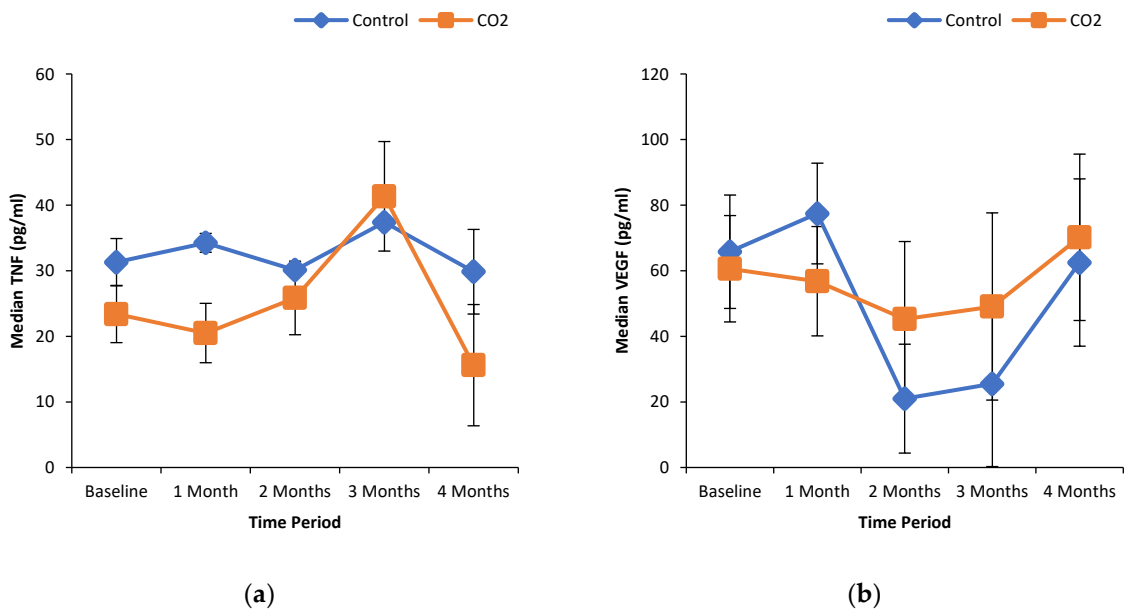 Control CO2
60
50
40
30
20
10
0
Median TNF (pg/ml)
Baseline 1 Month 2 Months 3 Months 4 Months
Time Period
(a)
Control CO2
120
100
80
60
40
20
0
Median VEGF (pg/ml)
Baseline 1 Month 2 Months 3 Months 4 Months
Time Period
(b)